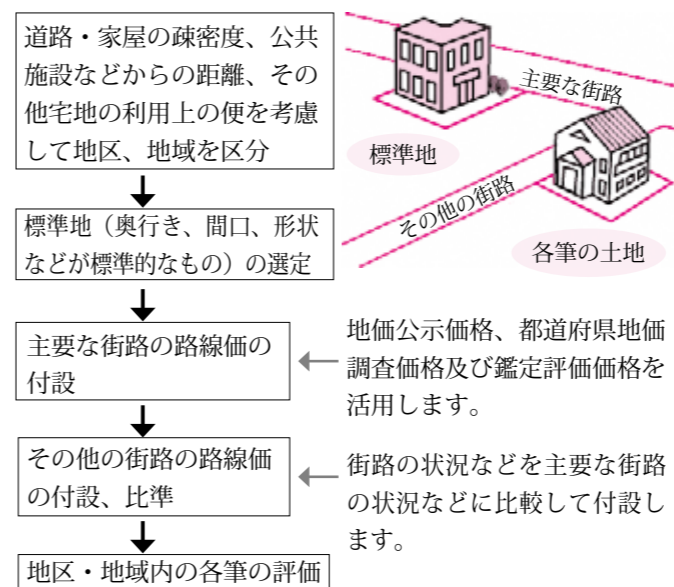 道路・家屋の疎密度、公共
施設などからの距離、その
他宅地の利用上の便を考慮
して地区、地域を区分
主要な街路
標準地
その他の街路
各筆の土地
標準地（奥行き、間口、形状
などが標準的なもの）の選定
主要な街路の路線価の
付設
地価公示価格、都道府県地価
調査価格及び鑑定評価価格を
活用します。
その他の街路の路線価
の付設、比準
街路の状況などを主要な街路
の状況などに比較して付設し
ます。
地区・地域内の各筆の評価